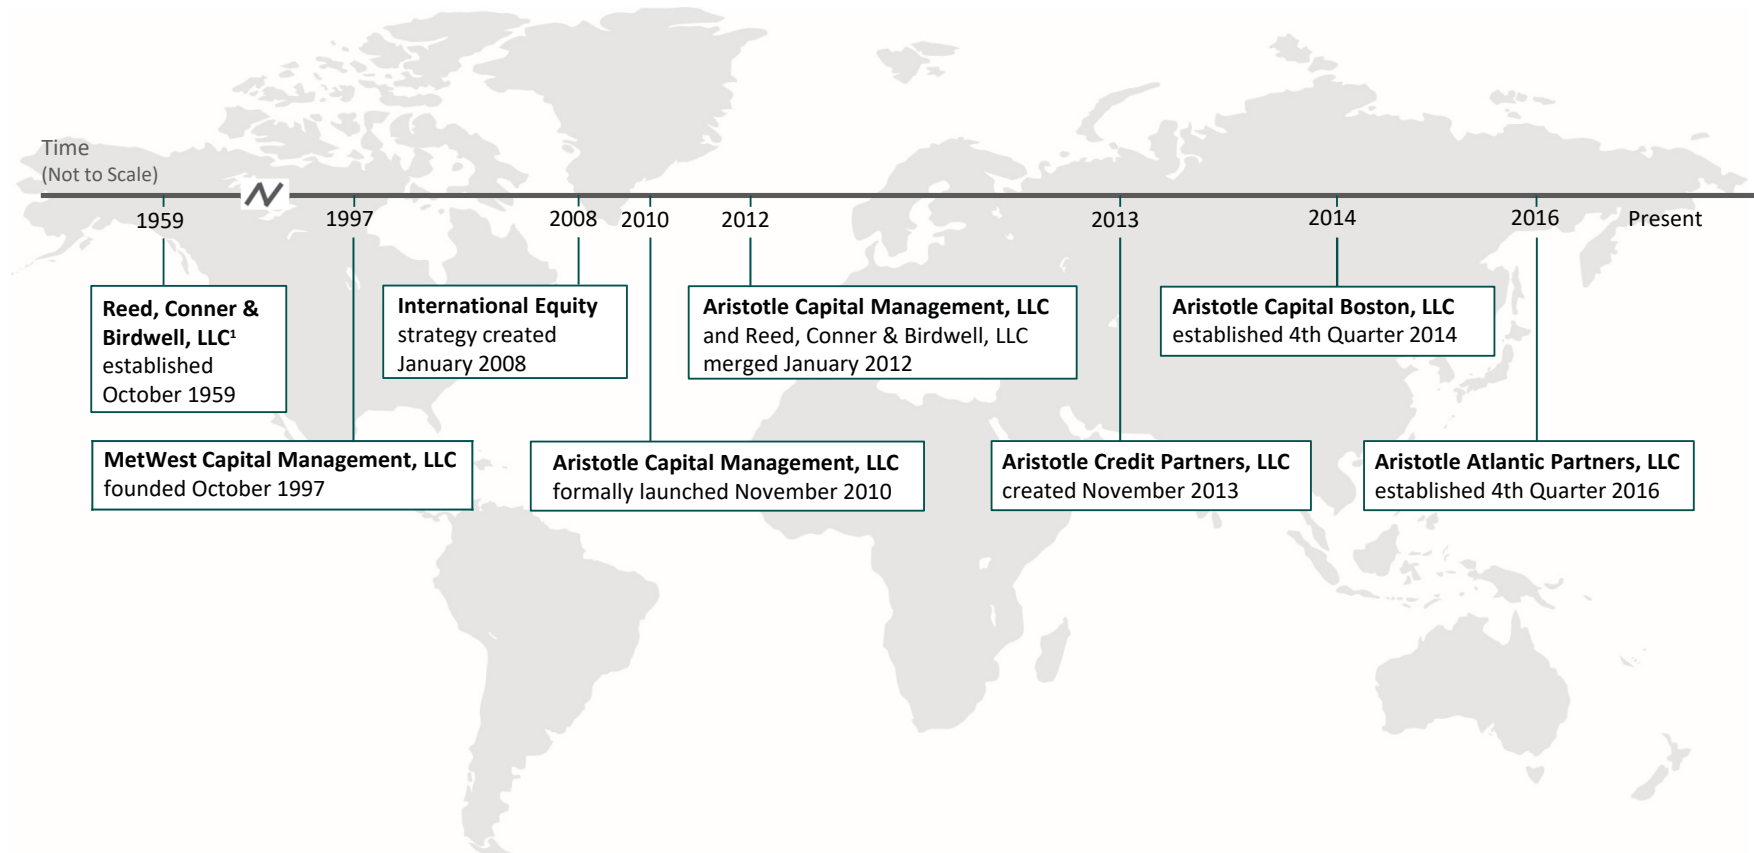 Time
(Not to Scale)
1959
1997
2008
2010
2012
2013
2014
2016
Present
Reed, Conner &
Birdwell, LLC¹
established
October 1959
International Equity
strategy created
January 2008
Aristotle Capital Management, LLC
and Reed, Conner & Birdwell, LLC
merged January 2012
Aristotle Capital Boston, LLC
established 4th Quarter 2014
MetWest Capital Management, LLC
founded October 1997
Aristotle Capital Management, LLC
formally launched November 2010
Aristotle Credit Partners, LLC
created November 2013
Aristotle Atlantic Partners, LLC
established 4th Quarter 2016